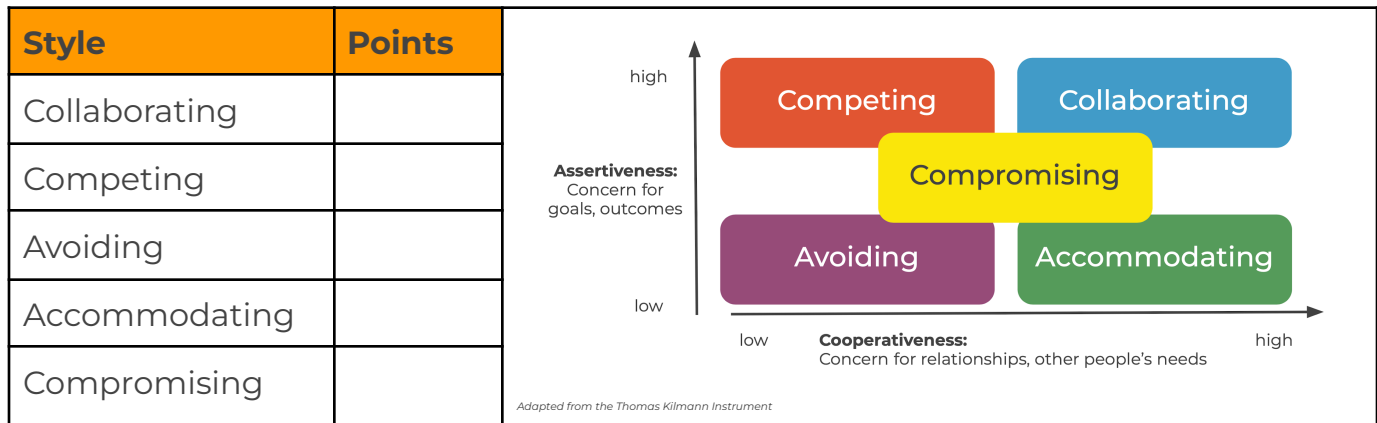 Style Points
Collaborating
Competing
Avoiding
Accommodating
Compromising
high
Competing
Collaborating
Assertiveness:
Concern for
goals, outcomes
Compromising
Avoiding
Accommodating
low
low
Cooperativeness:
high
Concern for relationships, other people's needs
Adapted from the Thomas Kilmann Instrument